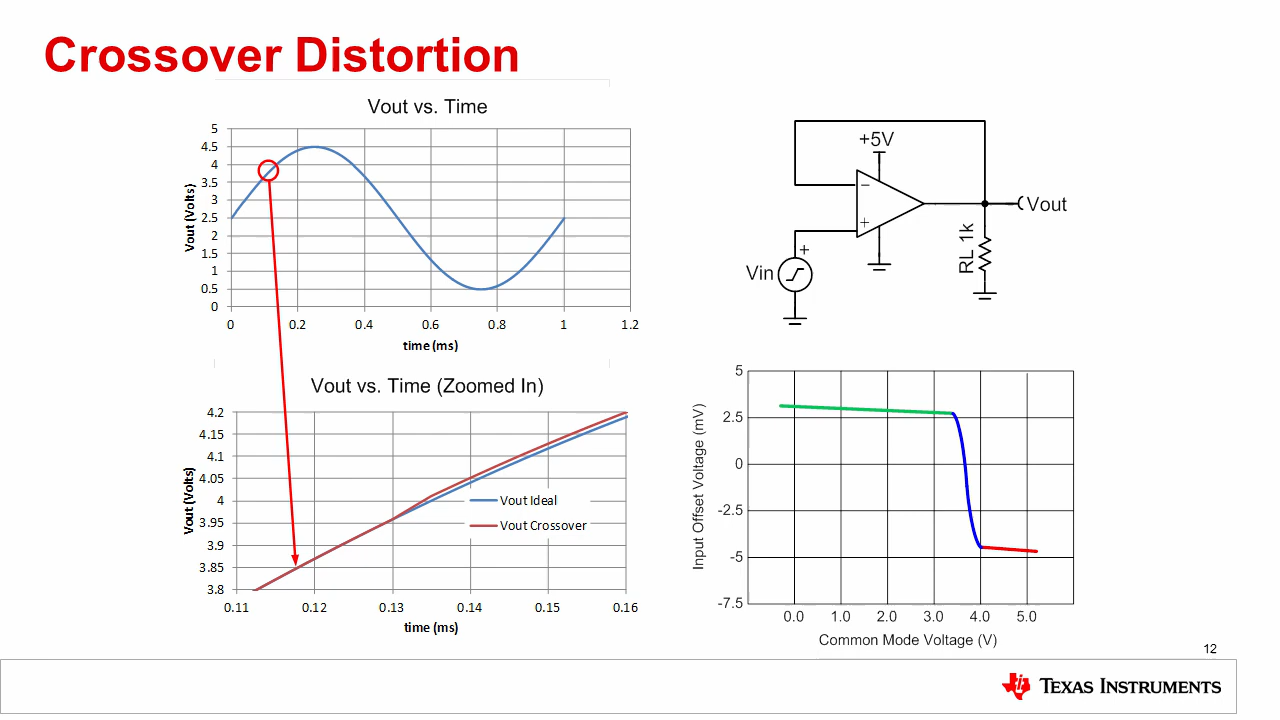 Crossover Distortion
Vout vs. Time
5
4.5
4
3.5
3
2.5
2
1.5
1
0.5
0
Vout (Volts)
0 0.2 0.4 0.6 0.8 1 1.2
time (ms)
Vout vs. Time (Zoomed In)
4.2
4.15
4.1
4.05
4
3.95
3.9
3.85
3.8
Vout (Volts)
Vout Ideal
Vout Crossover
0.11 0.12 0.13 0.14 0.15 0.16
time (ms)
+5V
−
+
Vout
RL 1k
+
Vin
5
2.5
0
-2.5
-5
-7.5
Input Offset Voltage (mV)
0.0 1.0 2.0 3.0 4.0 5.0
Common Mode Voltage (V)
12
TEXAS INSTRUMENTS